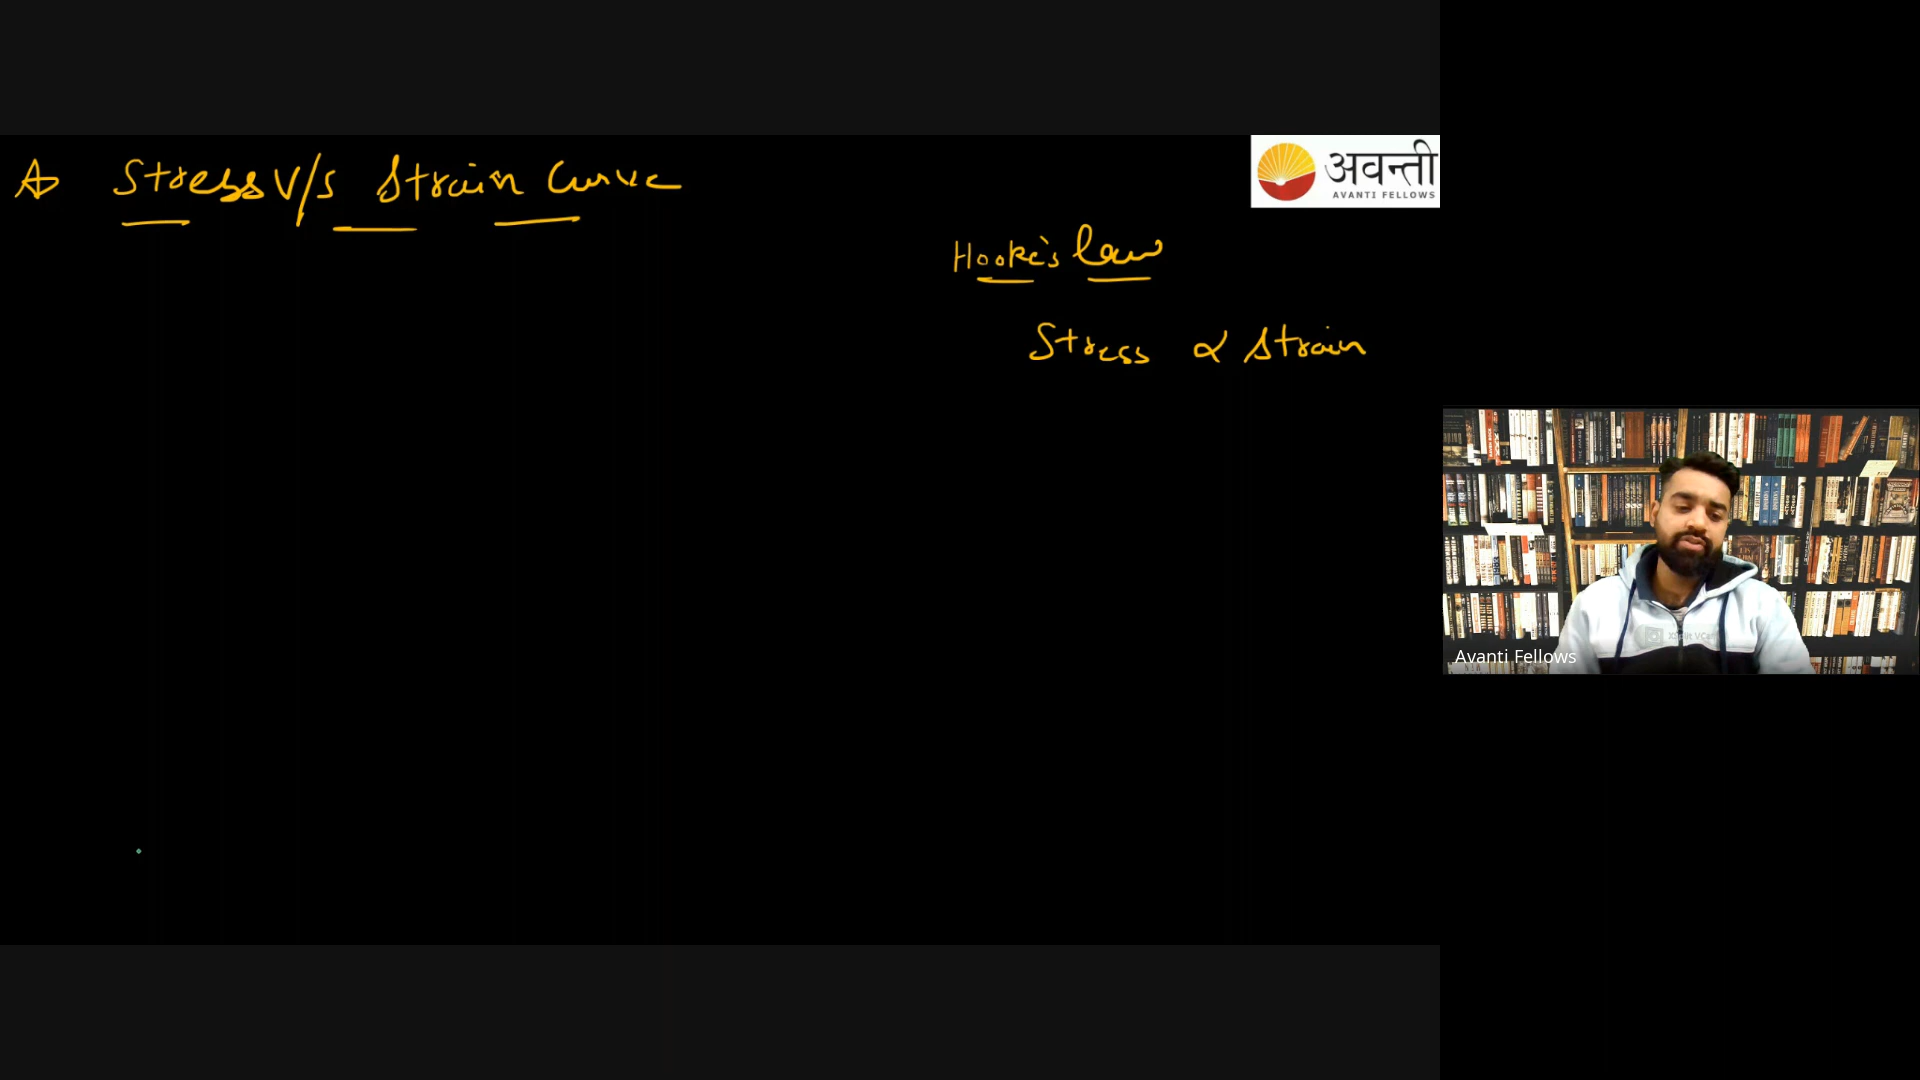 Stress v/s Strain Curve
अवन्ती
AVANTI FELLOWS
Hooke's law
Stress ∝ Strain
Avanti Fellows